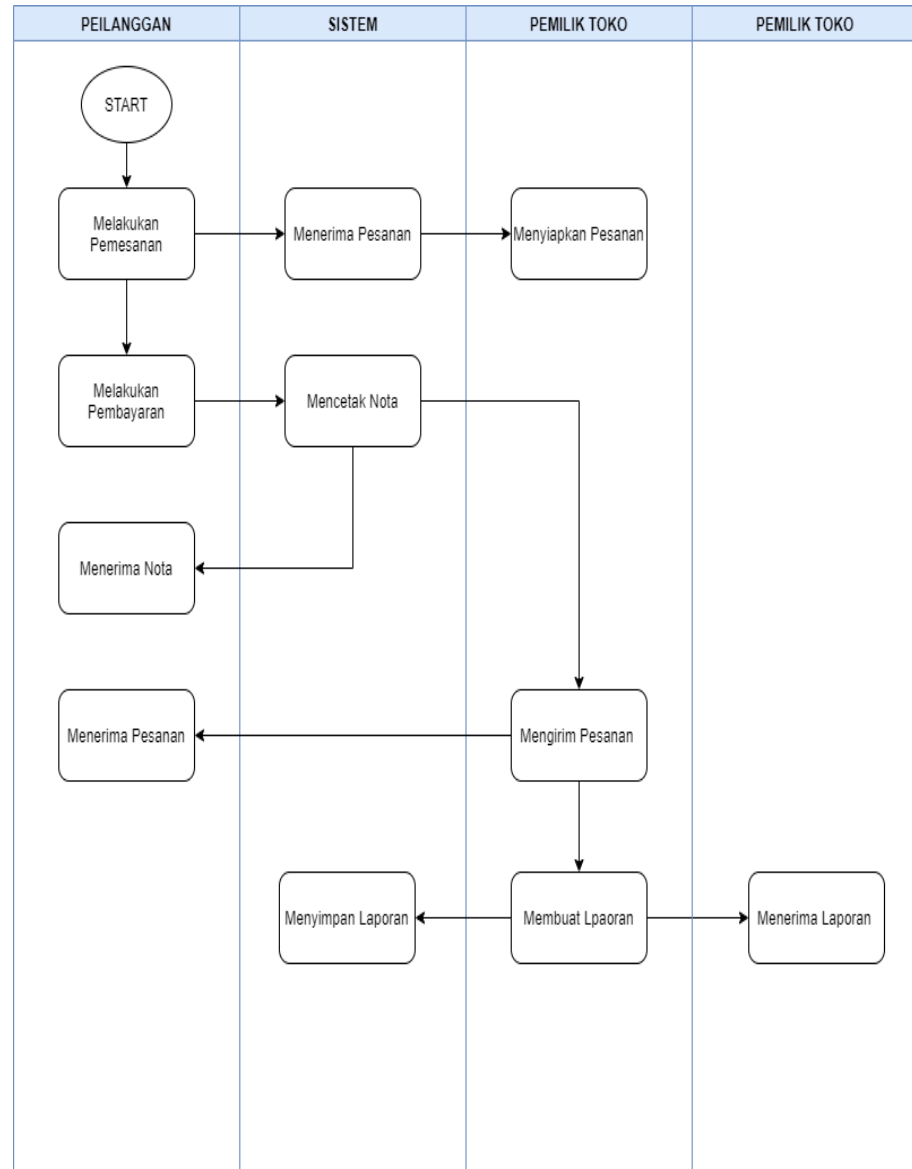 PEILANGGAN
SISTEM
PEMILIK TOKO
PEMILIK TOKO
START
Melakukan
Pemesanan
Menerima Pesanan
Menyiapkan Pesanan
Melakukan
Pembayaran
Mencetak Nota
Menerima Nota
Menerima Pesanan
Mengirim Pesanan
Menyimpan Laporan
Membuat Lpaoran
Menerima Laporan